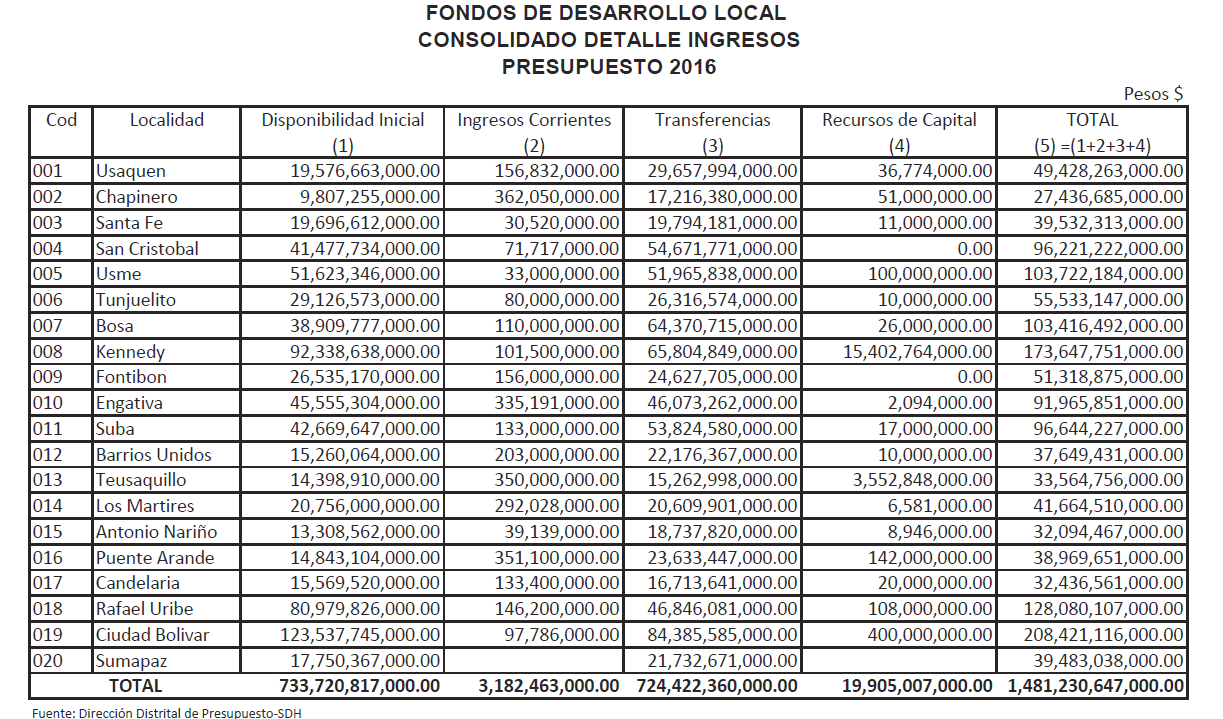 FONDOS DE DESARROLLO LOCAL
CONSOLIDADO DETALLE INGRESOS
PRESUPUESTO 2016
Pesos $
Cod Localidad Disponibilidad Inicial Ingresos Corrientes Transferencias Recursos de Capital TOTAL
(1) (2) (3) (4) (5) =(1+2+3+4)
001 Usaquen 19,576,663,000.00 156,832,000.00 29,657,994,000.00 36,774,000.00 49,428,263,000.00
002 Chapinero 9,807,255,000.00 362,050,000.00 17,216,380,000.00 51,000,000.00 27,436,685,000.00
003 Santa Fe 19,696,612,000.00 30,520,000.00 19,794,181,000.00 11,000,000.00 39,532,313,000.00
004 San Cristobal 41,477,734,000.00 71,717,000.00 54,671,771,000.00 0.00 96,221,222,000.00
005 Usme 51,623,346,000.00 33,000,000.00 51,965,838,000.00 100,000,000.00 103,722,184,000.00
006 Tunjuelito 29,126,573,000.00 80,000,000.00 26,316,574,000.00 10,000,000.00 55,533,147,000.00
007 Bosa 38,909,777,000.00 110,000,000.00 64,370,715,000.00 26,000,000.00 103,416,492,000.00
008 Kennedy 92,338,638,000.00 101,500,000.00 65,804,849,000.00 15,402,764,000.00 173,647,751,000.00
009 Fontibon 26,535,170,000.00 156,000,000.00 24,627,705,000.00 0.00 51,318,875,000.00
010 Engativa 45,555,304,000.00 335,191,000.00 46,073,262,000.00 2,094,000.00 91,965,851,000.00
011 Suba 42,669,647,000.00 133,000,000.00 53,824,580,000.00 17,000,000.00 96,644,227,000.00
012 Barrios Unidos 15,260,064,000.00 203,000,000.00 22,176,367,000.00 10,000,000.00 37,649,431,000.00
013 Teusaquillo 14,398,910,000.00 350,000,000.00 15,262,998,000.00 3,552,848,000.00 33,564,756,000.00
014 Los Martires 20,756,000,000.00 292,028,000.00 20,609,901,000.00 6,581,000.00 41,664,510,000.00
015 Antonio Nariño 13,308,562,000.00 39,139,000.00 18,737,820,000.00 8,946,000.00 32,094,467,000.00
016 Puente Arande 14,843,104,000.00 351,100,000.00 23,633,447,000.00 142,000,000.00 38,969,651,000.00
017 Candelaria 15,569,520,000.00 133,400,000.00 16,713,641,000.00 20,000,000.00 32,436,561,000.00
018 Rafael Uribe 80,979,826,000.00 146,200,000.00 46,846,081,000.00 108,000,000.00 128,080,107,000.00
019 Ciudad Bolivar 123,537,745,000.00 97,786,000.00 84,385,585,000.00 400,000,000.00 208,421,116,000.00
020 Sumapaz 17,750,367,000.00 21,732,671,000.00 39,483,038,000.00
TOTAL 733,720,817,000.00 3,182,463,000.00 724,422,360,000.00 19,905,007,000.00 1,481,230,647,000.00
Fuente: Dirección Distrital de Presupuesto-SDH